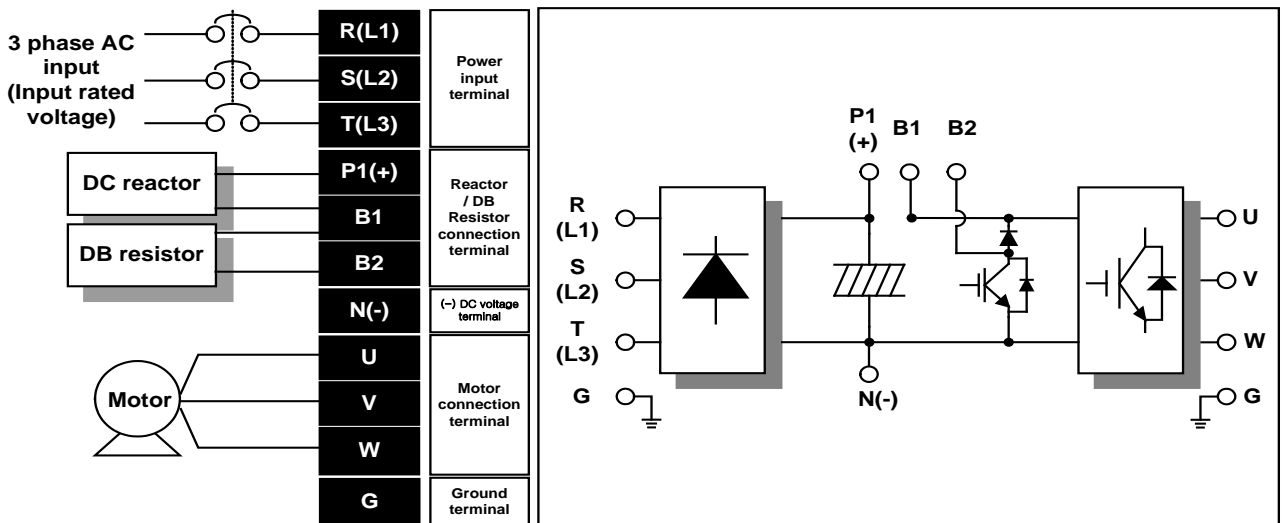 3 phase AC
input
(Input rated
voltage)
DC reactor
DB resistor
Motor
R(L1)
S(L2)
T(L3)
P1(+)
B1
B2
N(-)
U
V
W
G
Power
input
terminal
Reactor
/ DB
Resistor
connection
terminal
(−) DC voltage
terminal
Motor
connection
terminal
Ground
terminal
P1
(+)
B1
B2
R
(L1)
S
(L2)
T
(L3)
G
N(-)
U
V
W
G